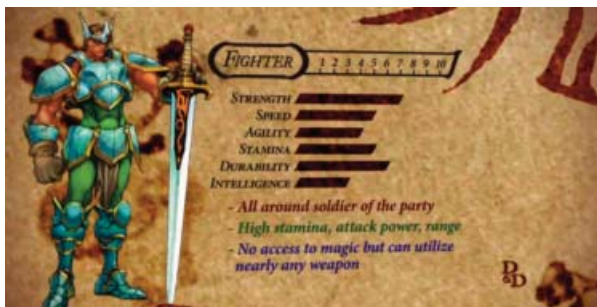 FIGHTER
1 2 3 4 5 6 7 8 9 10
STRENGTH
SPEED
AGILITY
STAMINA
DURABILITY
INTELLIGENCE
- All around soldier of the party
- High stamina, attack power, range
- No access to magic but can utilize
nearly any weapon
D&D